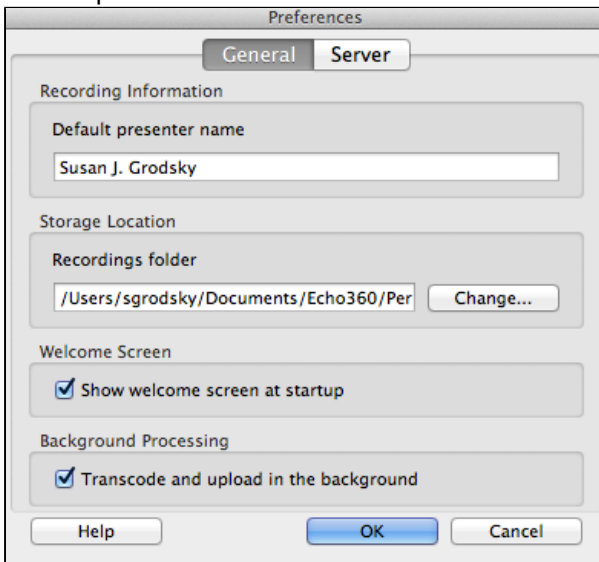 Preferences
General Server
Recording Information
Default presenter name
Susan J. Grodsky
Storage Location
Recordings folder
/Users/sgrodsky/Documents/Echo360/Per Change...
Welcome Screen
Show welcome screen at startup
Background Processing
Transcode and upload in the background
Help OK Cancel